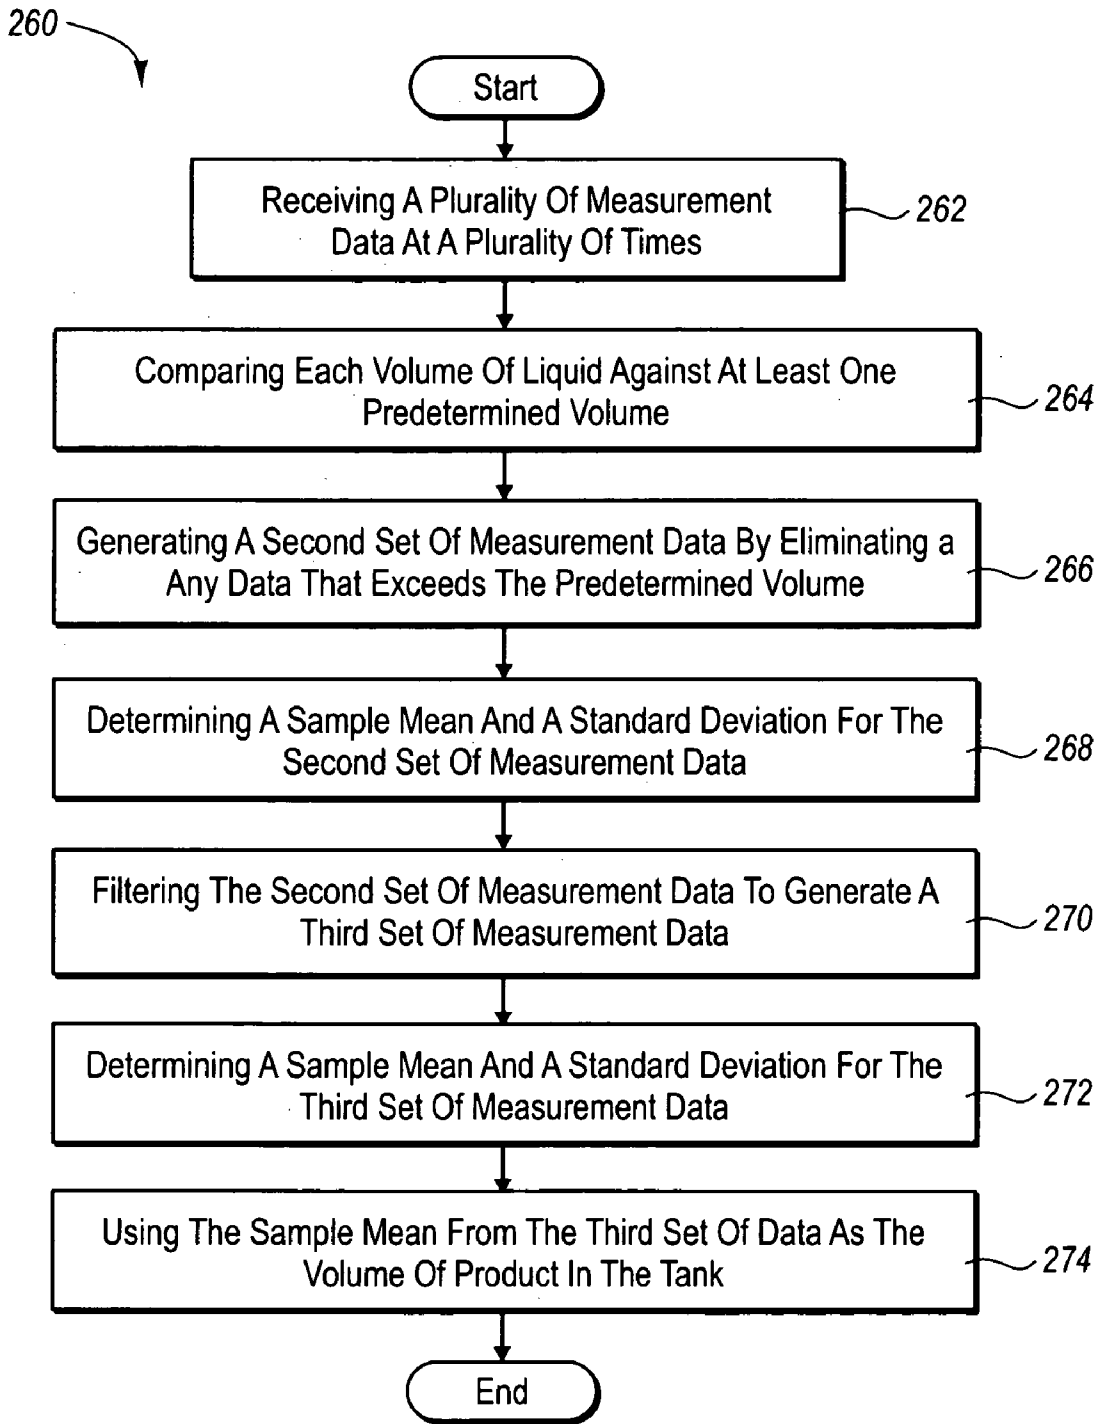 260
Start
Receiving A Plurality Of Measurement
Data At A Plurality Of Times
262
Comparing Each Volume Of Liquid Against At Least One
Predetermined Volume
264
Generating A Second Set Of Measurement Data By Eliminating a
Any Data That Exceeds The Predetermined Volume
266
Determining A Sample Mean And A Standard Deviation For The
Second Set Of Measurement Data
268
Filtering The Second Set Of Measurement Data To Generate A
Third Set Of Measurement Data
270
Determining A Sample Mean And A Standard Deviation For The
Third Set Of Measurement Data
272
Using The Sample Mean From The Third Set Of Data As The
Volume Of Product In The Tank
274
End